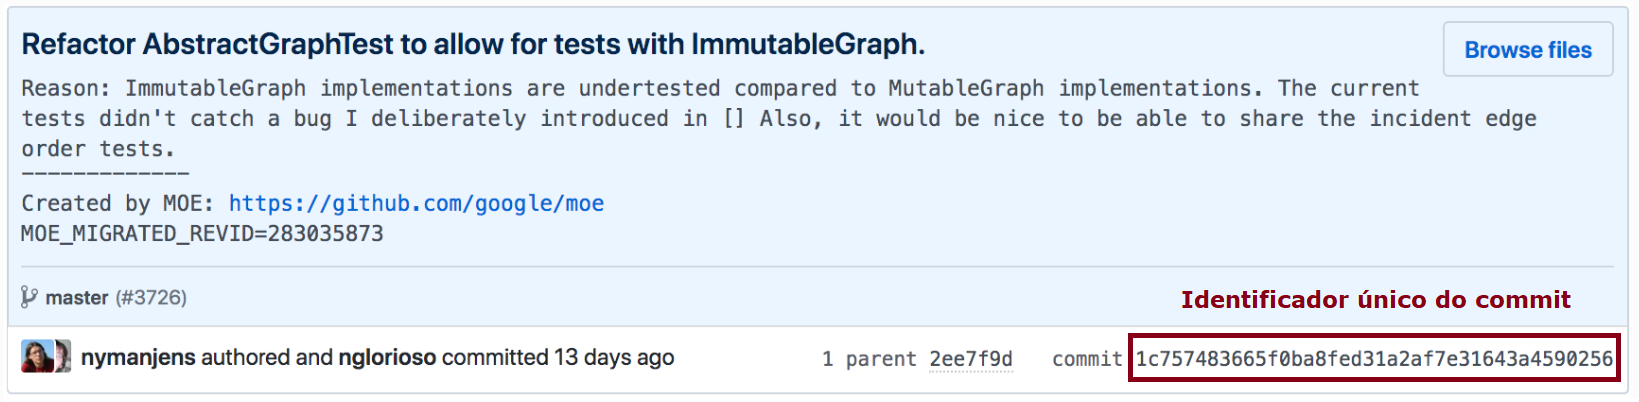 Refactor AbstractGraphTest to allow for tests with ImmutableGraph.
Browse files
Reason: ImmutableGraph implementations are undertested compared to MutableGraph implementations. The current
tests didn't catch a bug I deliberately introduced in [] Also, it would be nice to be able to share the incident edge
order tests.
-------------
Created by MOE: https://github.com/google/moe
MOE_MIGRATED_REVID=283035873
master (#3726)
Identificador único do commit
nymanjens authored and nglorioso committed 13 days ago
1 parent 2ee7f9d commit 1c757483665f0ba8fed31a2af7e31643a4590256